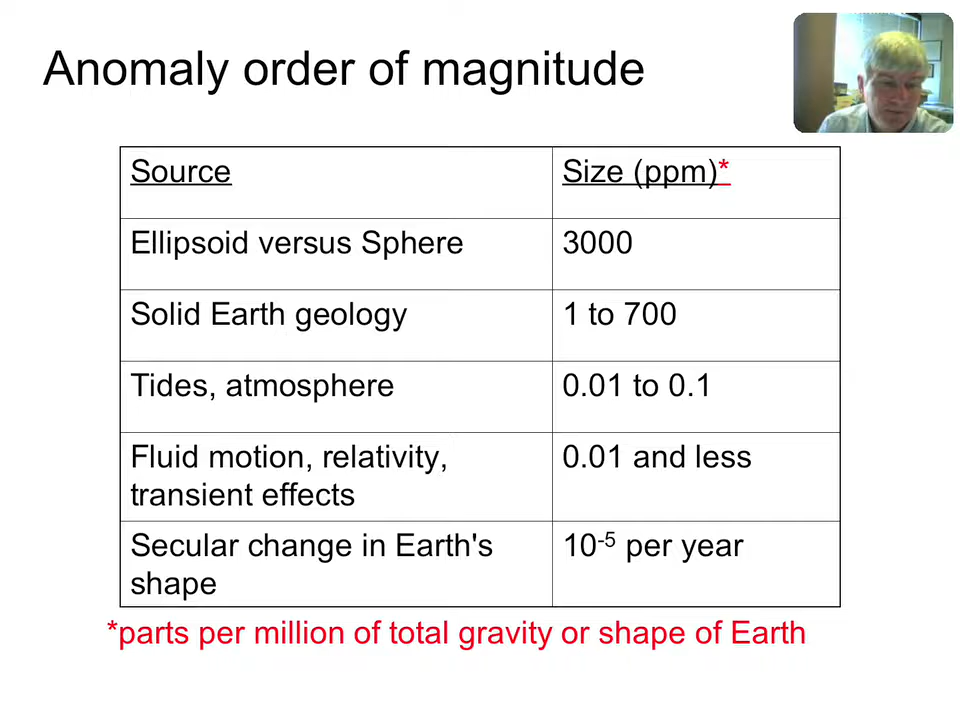 Anomaly order of magnitude
Source Size (ppm)*
Ellipsoid versus Sphere 3000
Solid Earth geology 1 to 700
Tides, atmosphere 0.01 to 0.1
Fluid motion, relativity, 0.01 and less
transient effects
Secular change in Earth's 10⁻⁵ per year
shape
*parts per million of total gravity or shape of Earth